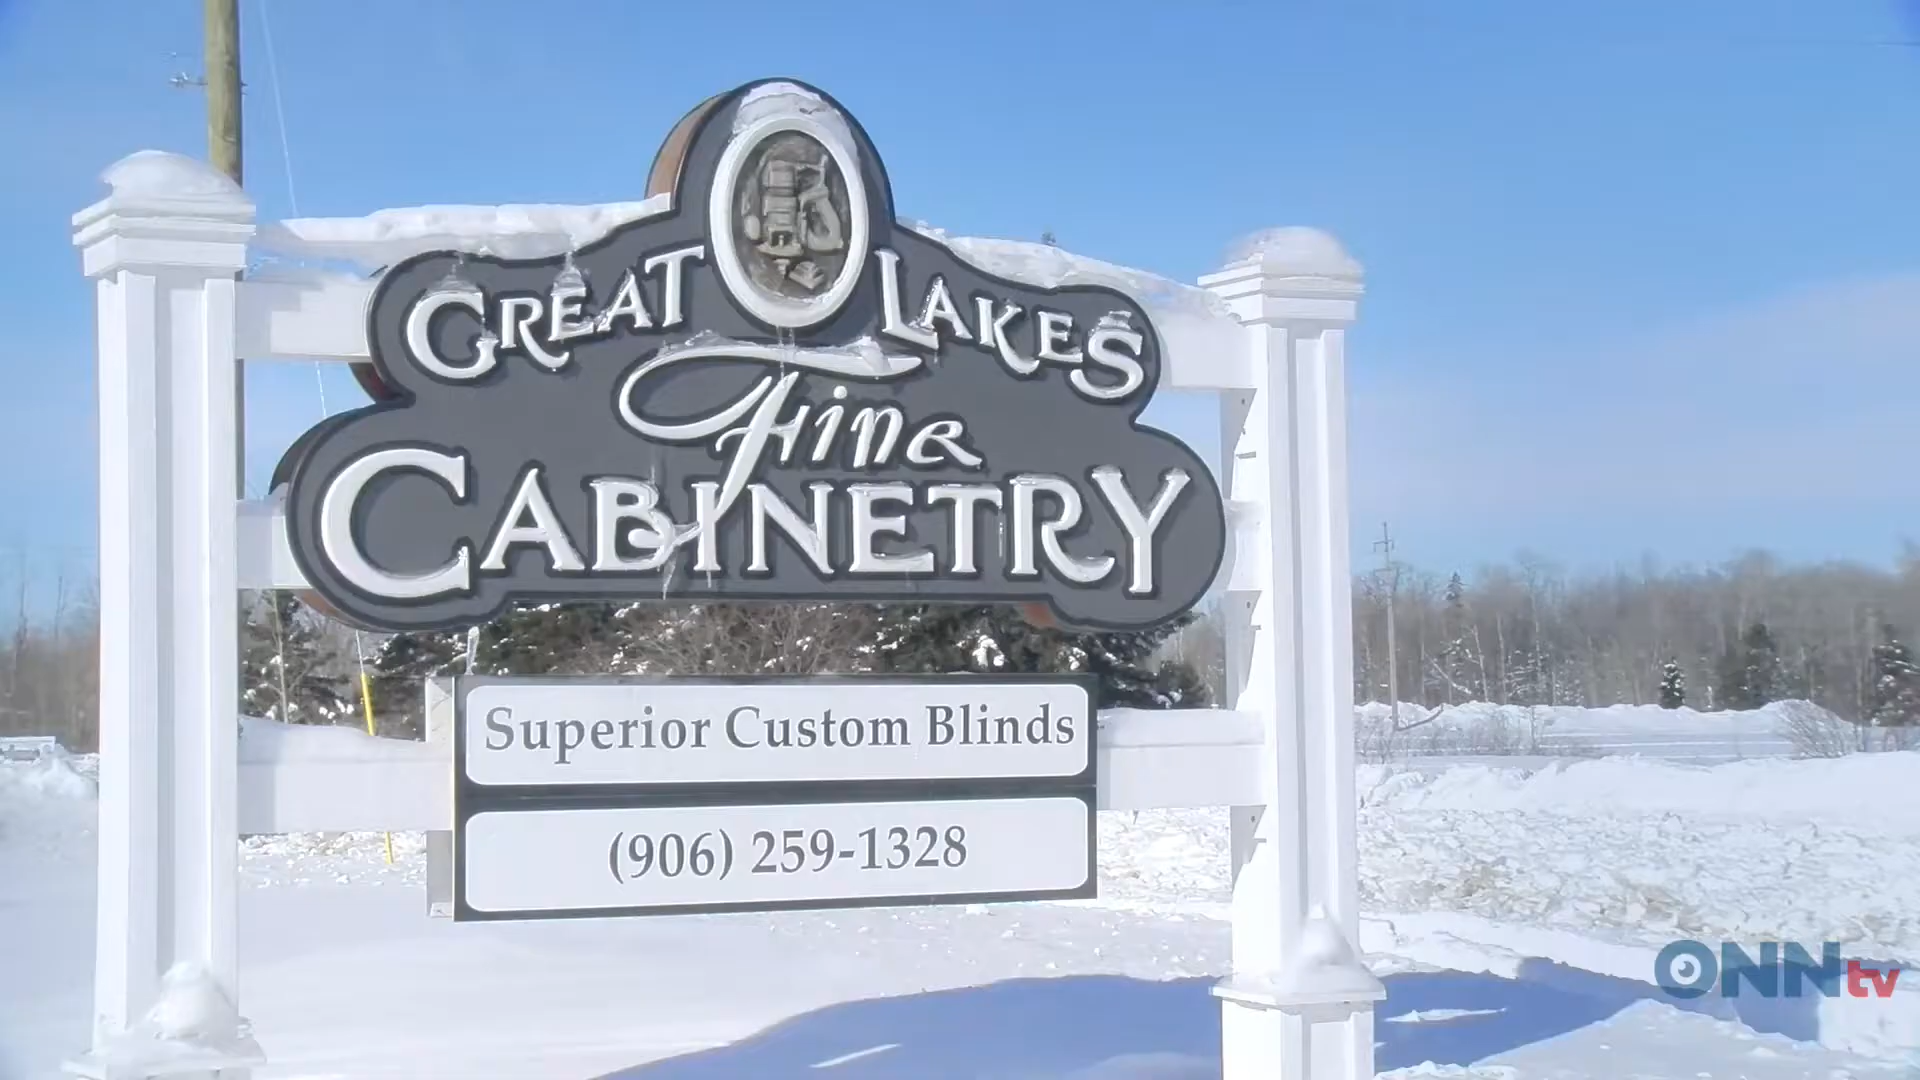 GREAT LAKES
Fine
CABINETRY
Superior Custom Blinds
(906) 259-1328
ONNtv